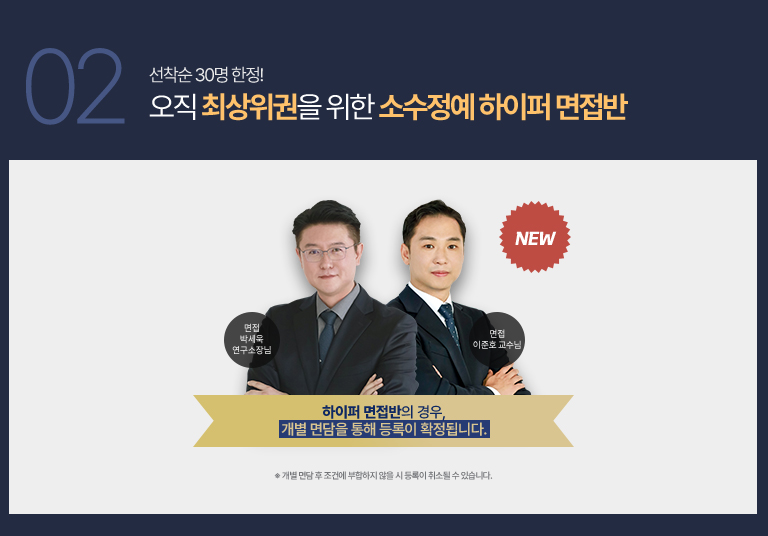 02
선착순 30명 한정!
오직 최상위권을 위한 소수정예 하이퍼 면접반
NEW
면접
박세욱
연구소장님
면접
이준호 교수님
하이퍼 면접반의 경우,
개별 면담을 통해 등록이 확정됩니다.
※ 개별 면담 후 조건에 부합하지 않을 시 등록이 취소될 수 있습니다.